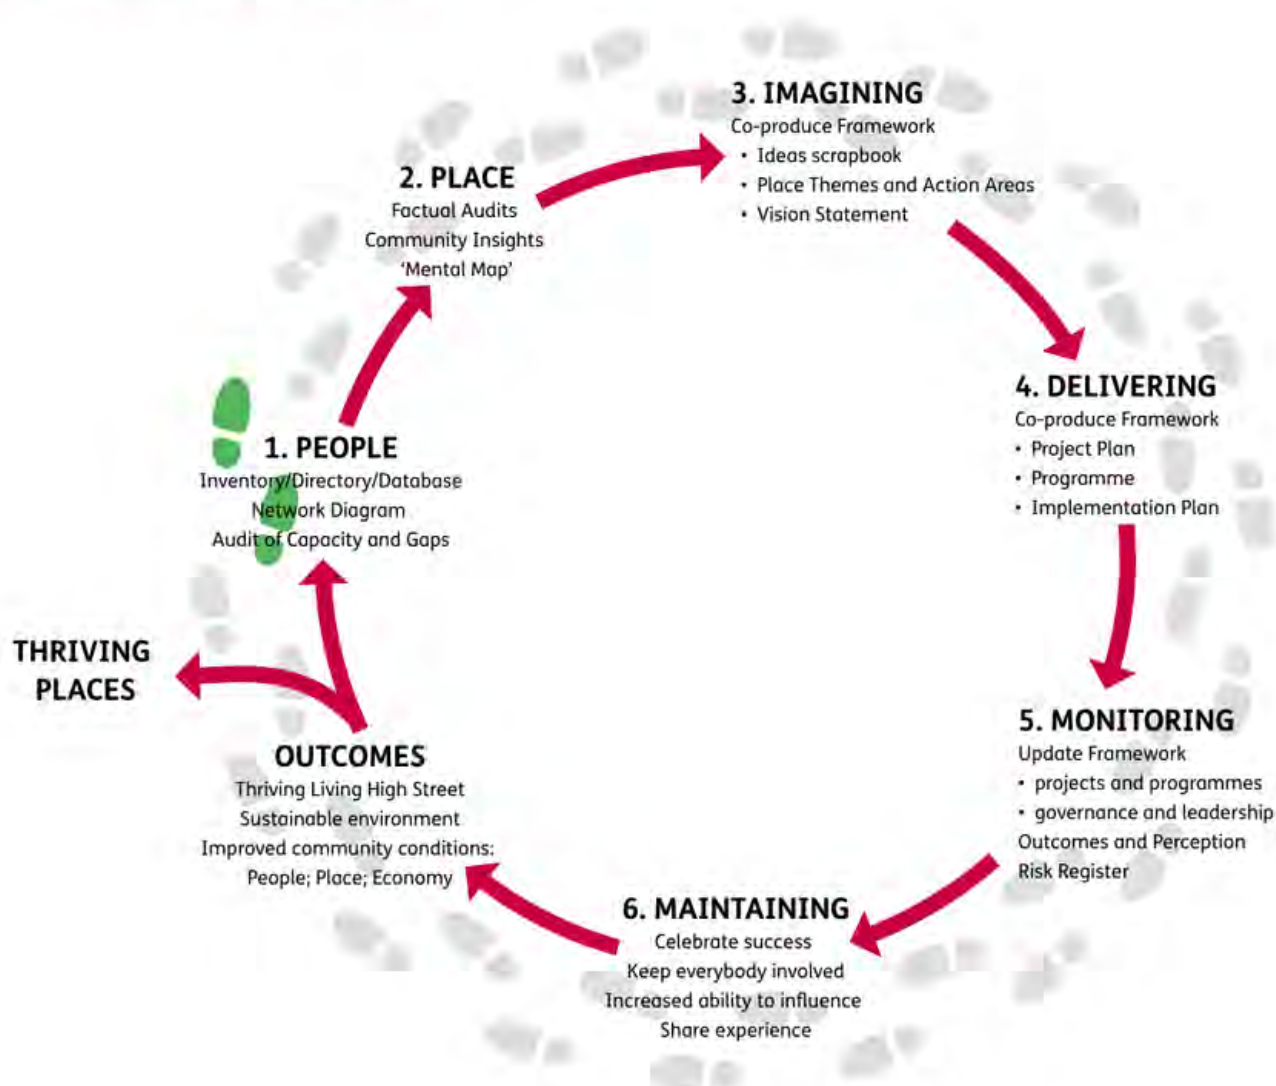 1. PEOPLE
Inventory/Directory/Database
Network Diagram
Audit of Capacity and Gaps
2. PLACE
Factual Audits
Community Insights
‘Mental Map’
3. IMAGINING
Co-produce Framework
• Ideas scrapbook
• Place Themes and Action Areas
• Vision Statement
4. DELIVERING
Co-produce Framework
• Project Plan
• Programme
• Implementation Plan
5. MONITORING
Update Framework
• projects and programmes
• governance and leadership
Outcomes and Perception
Risk Register
6. MAINTAINING
Celebrate success
Keep everybody involved
Increased ability to influence
Share experience
OUTCOMES
Thriving Living High Street
Sustainable environment
Improved community conditions:
People; Place; Economy
THRIVING
PLACES